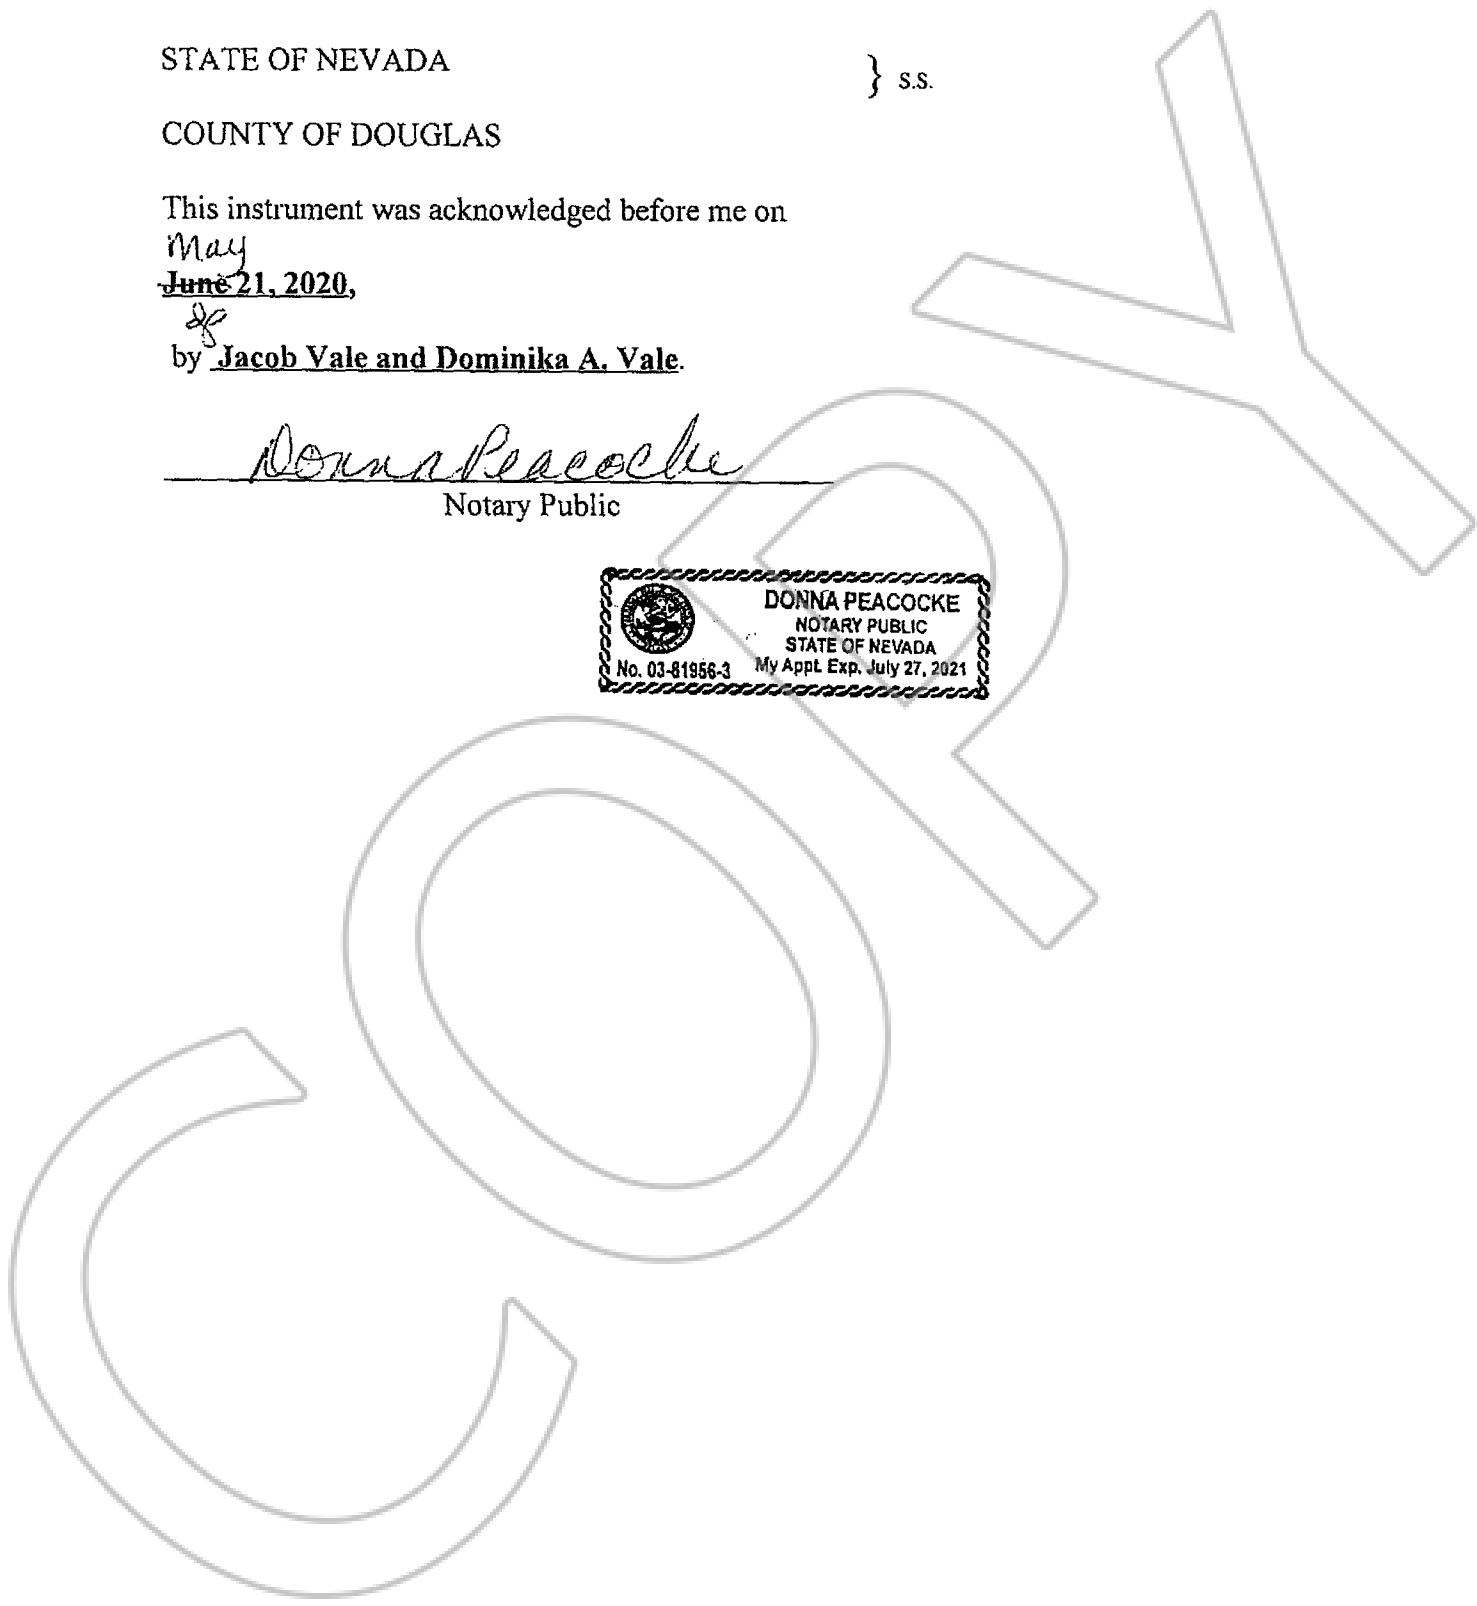 STATE OF NEVADA
} s.s.
COUNTY OF DOUGLAS
This instrument was acknowledged before me on
May
June 21, 2020,
by Jacob Vale and Dominika A. Vale.
Donna Peacocke
Notary Public
DONNA PEACOCKE
NOTARY PUBLIC
STATE OF NEVADA
No. 03-81956-3 My Appt. Exp. July 27, 2021
COPY